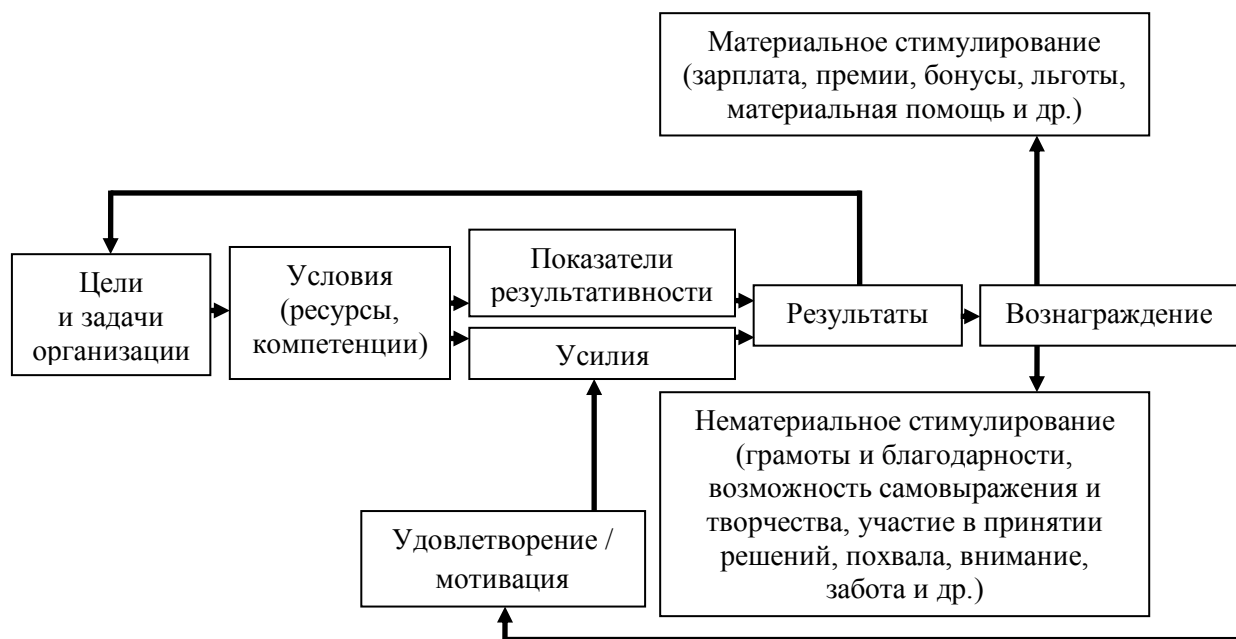 Материальное стимулирование
(зарплата, премии, бонусы, льготы,
материальная помощь и др.)
Цели
и задачи
организации
Условия
(ресурсы,
компетенции)
Показатели
результативности
Усилия
Результаты
Вознаграждение
Нематериальное стимулирование
(грамоты и благодарности,
возможность самовыражения и
творчества, участие в принятии
решений, похвала, внимание,
забота и др.)
Удовлетворение /
мотивация